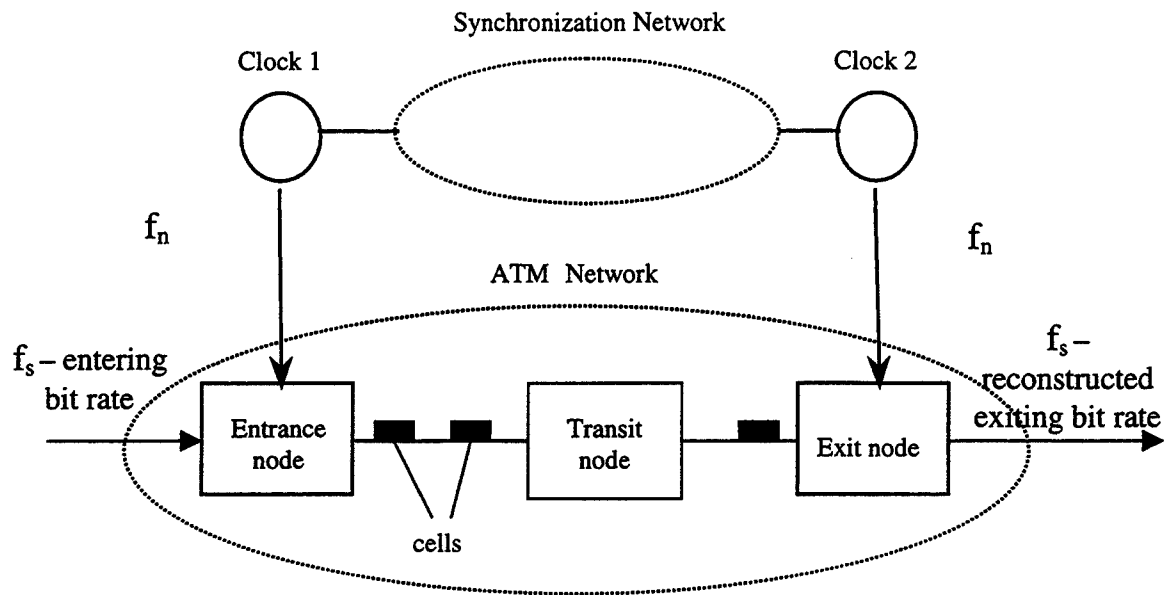 Synchronization Network
Clock 1
Clock 2
fn
fn
ATM Network
fs – entering
bit rate
fs –
reconstructed
exiting bit rate
Entrance
node
Transit
node
Exit node
cells